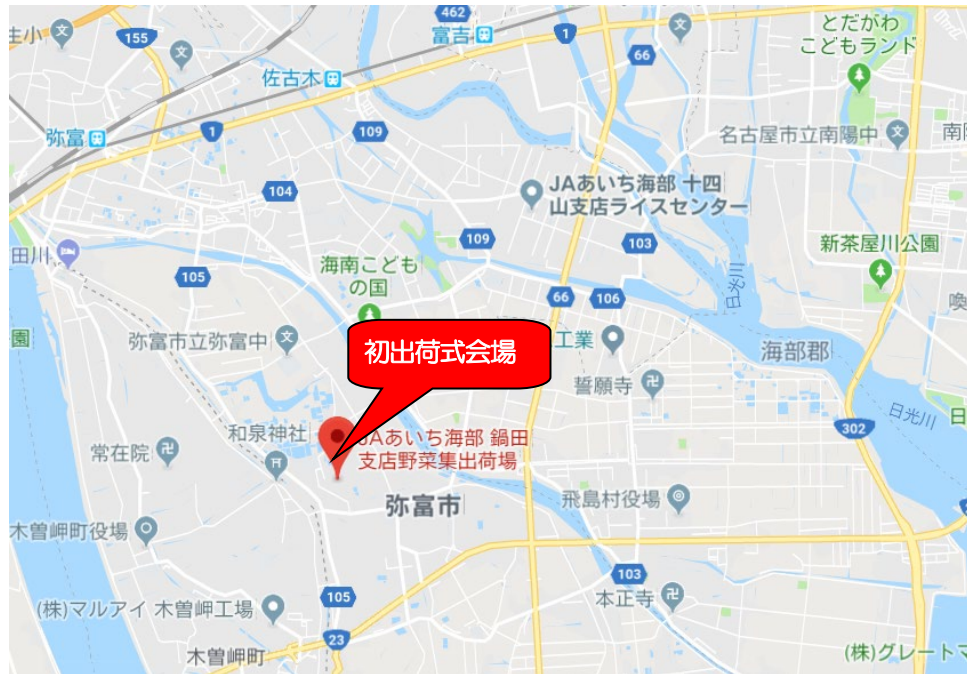 462
富吉
とだがわ
こどもランド
155
1
66
佐古木
弥富
1
109
名古屋市立南陽中
104
JAあいち海部 十四
山支店ライスセンター
109
103
新茶屋川公園
田川
105
海南こども
の国
日光川
喚
66
106
園
弥富市立弥富中
初出荷式会場
工業
海部郡
誓願寺
日光川
日
302
和泉神社
JAあいち海部 鍋田
支店野菜集出荷場
常在院
弥富市
飛島村役場
木曽岬町役場
103
本正寺
105
(株)マルアイ 木曽岬工場
23
木曽岬町
(株)グレートマ